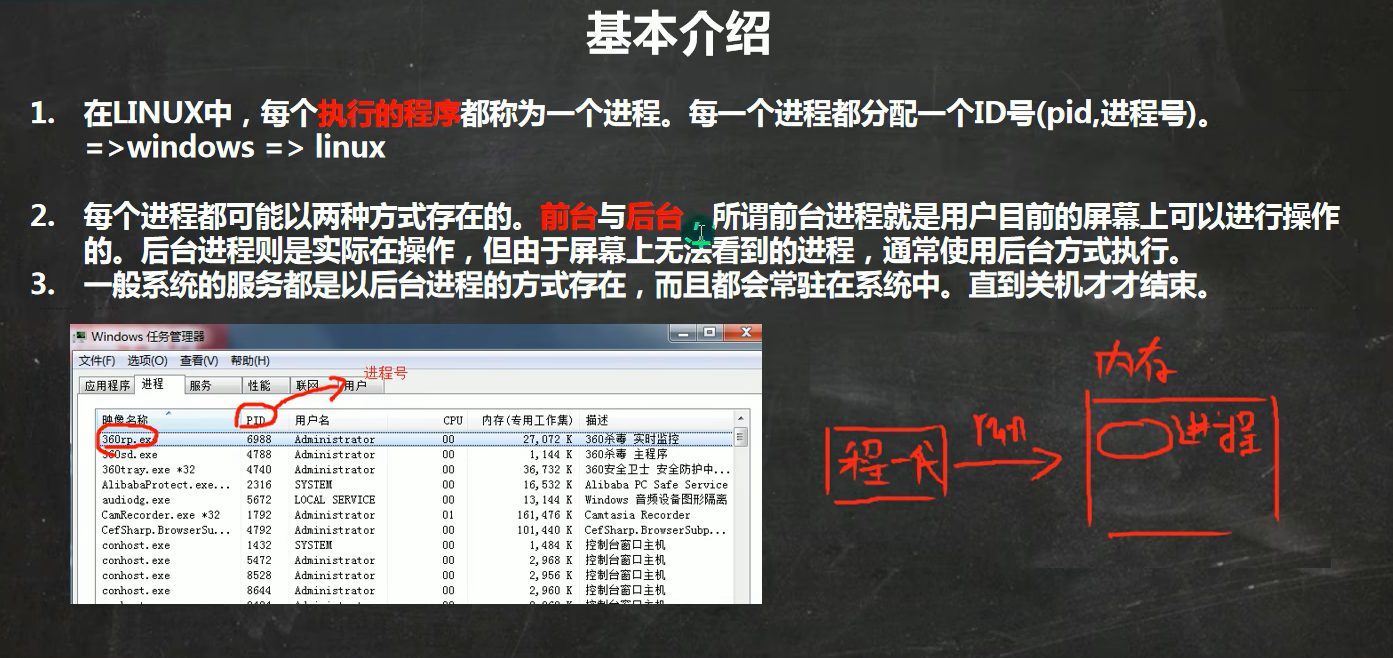 基本介绍
1. 在LINUX中，每个执行的程序都称为一个进程。每一个进程都分配一个ID号(pid,进程号)。
=>windows => linux
2. 每个进程都可能以两种方式存在的。前台与后台，所谓前台进程就是用户目前的屏幕上可以进行操作
的。后台进程则是实际在操作，但由于屏幕上无法看到的进程，通常使用后台方式执行。
3. 一般系统的服务都是以后台进程的方式存在，而且都会常驻在系统中。直到关机才才结束。
Windows 任务管理器
文件(F) 选项(O) 查看(V) 帮助(H)
进程号
应用程序 进程 服务 性能 联网 用户
映像名称 PID 用户名 CPU 内存(专用工作集) 描述
360rp.exe 6988 Administrator 00 27,072 K 360杀毒 实时监控
360sd.exe 4788 Administrator 00 1,144 K 360杀毒 主程序
360tray.exe *32 4740 Administrator 00 36,732 K 360安全卫士 安全防护中...
AlibabaProtect.exe... 2316 SYSTEM 00 16,532 K Alibaba PC Safe Service
audiodg.exe 5672 LOCAL SERVICE 00 13,144 K Windows 音频设备图形隔离
CamRecorder.exe *32 1792 Administrator 01 161,476 K Camtasia Recorder
CefSharp.BrowserSu... 4792 Administrator 00 101,440 K CefSharp.BrowserSubp...
conhost.exe 1432 SYSTEM 00 1,484 K 控制台窗口主机
conhost.exe 5472 Administrator 00 2,968 K 控制台窗口主机
conhost.exe 8528 Administrator 00 2,956 K 控制台窗口主机
conhost.exe 8644 Administrator 00 2,960 K 控制台窗口主机
内存
程-代
run
进程